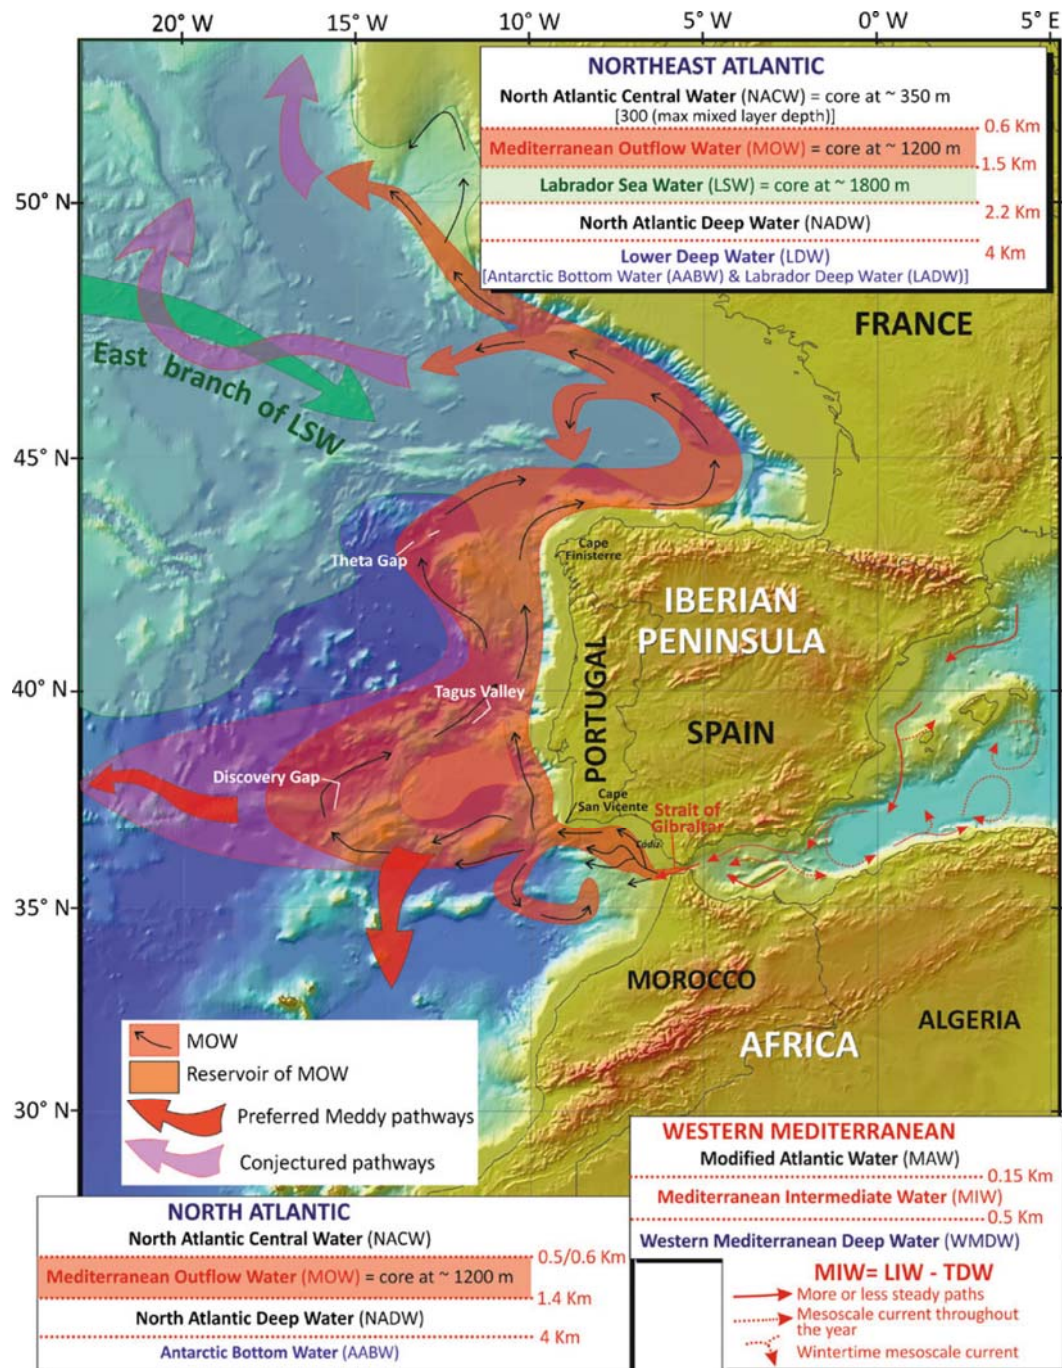 20° W
15° W
10° W
5° W
0° W
5° E
NORTHEAST ATLANTIC
North Atlantic Central Water (NACW) = core at ~ 350 m
[300 (max mixed layer depth)]
0.6 Km
Mediterranean Outflow Water (MOW) = core at ~ 1200 m
1.5 Km
Labrador Sea Water (LSW) = core at ~ 1800 m
2.2 Km
North Atlantic Deep Water (NADW)
4 Km
Lower Deep Water (LDW)
[Antarctic Bottom Water (AABW) & Labrador Deep Water (LADW)]
50° N
FRANCE
East branch of LSW
45° N
Theta Gap
Cape
Finisterre
IBERIAN
PENINSULA
40° N
Tagus Valley
PORTUGAL
SPAIN
Discovery Gap
Cape
San Vicente
Strait of
Gibraltar
Cádiz
35° N
MOROCCO
ALGERIA
AFRICA
MOW
Reservoir of MOW
Preferred Meddy pathways
Conjectured pathways
30° N
WESTERN MEDITERRANEAN
Modified Atlantic Water (MAW)
0.15 Km
Mediterranean Intermediate Water (MIW)
0.5 Km
Western Mediterranean Deep Water (WMDW)
MIW= LIW - TDW
More or less steady paths
Mesoscale current throughout
the year
Wintertime mesoscale current
NORTH ATLANTIC
North Atlantic Central Water (NACW)
0.5/0.6 Km
Mediterranean Outflow Water (MOW) = core at ~ 1200 m
1.4 Km
North Atlantic Deep Water (NADW)
4 Km
Antarctic Bottom Water (AABW)